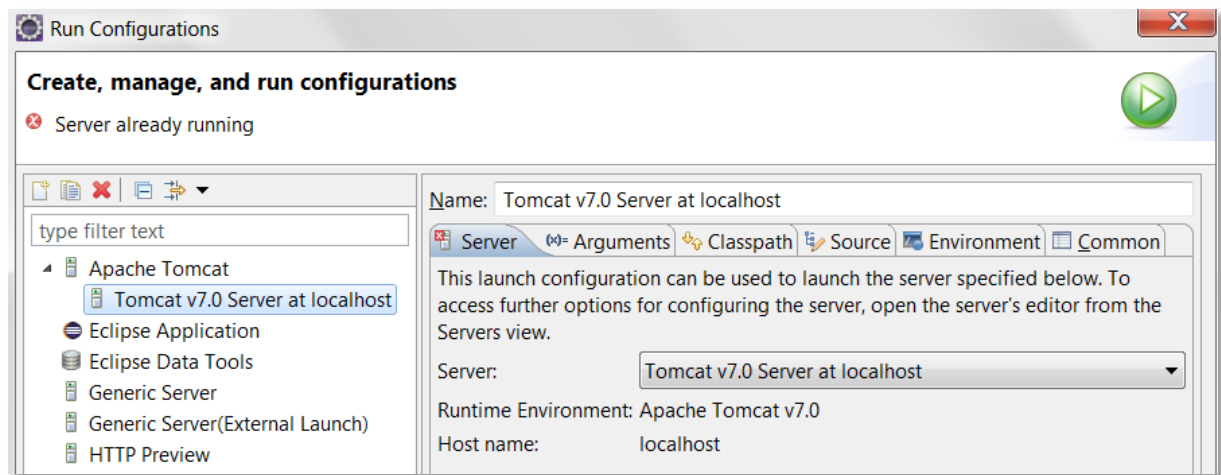 Run Configurations
Create, manage, and run configurations
Server already running
type filter text
Apache Tomcat
Tomcat v7.0 Server at localhost
Eclipse Application
Eclipse Data Tools
Generic Server
Generic Server(External Launch)
HTTP Preview
Name: Tomcat v7.0 Server at localhost
Server (x)= Arguments Classpath Source Environment Common
This launch configuration can be used to launch the server specified below. To
access further options for configuring the server, open the server's editor from the
Servers view.
Server: Tomcat v7.0 Server at localhost
Runtime Environment: Apache Tomcat v7.0
Host name: localhost